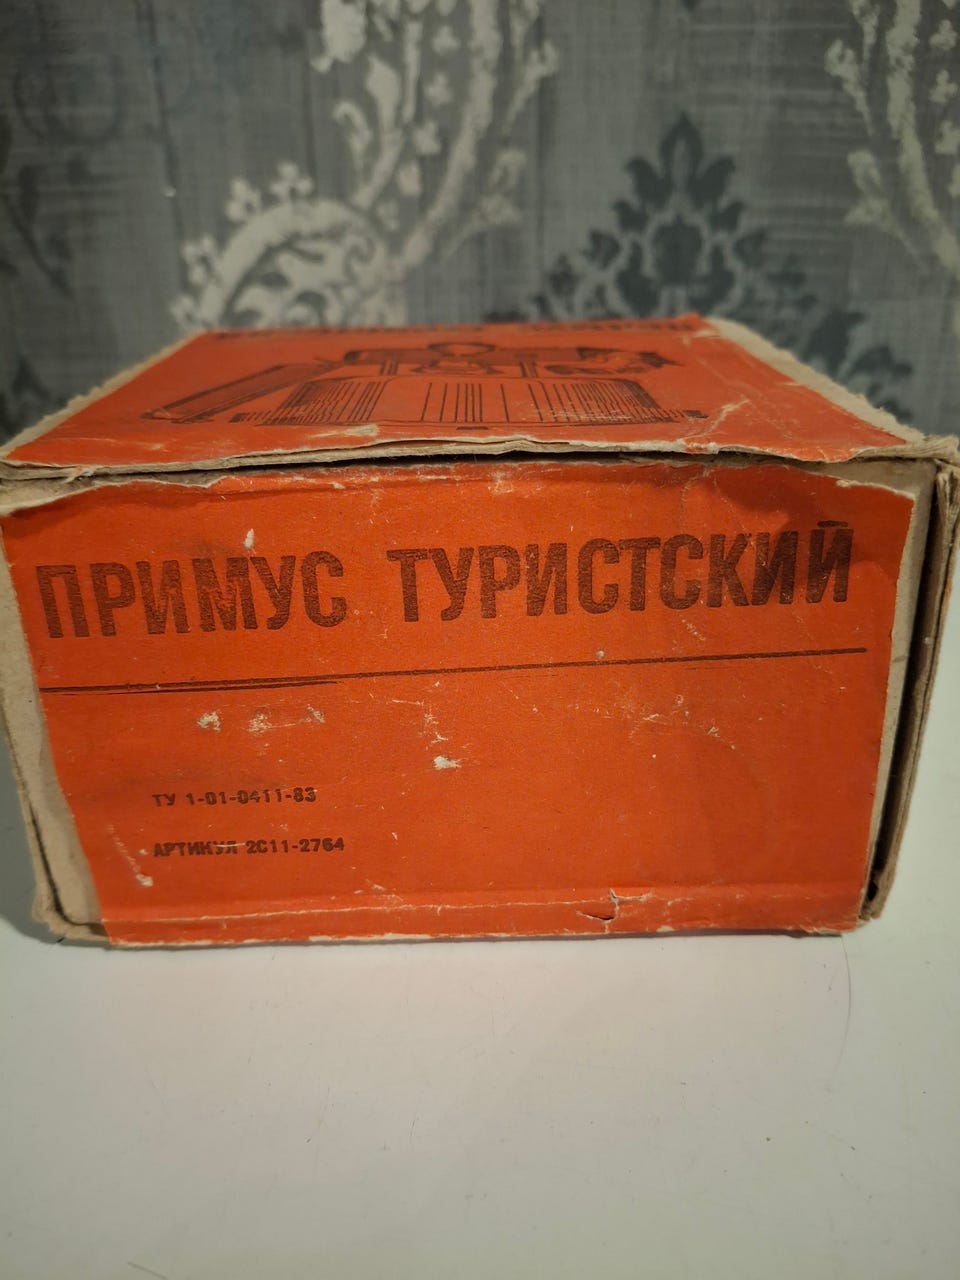 ПРИМУС ТУРИСТСКИЙ
ТУ 1-01-0411-83
АРТИКУЛ 2С11-2764